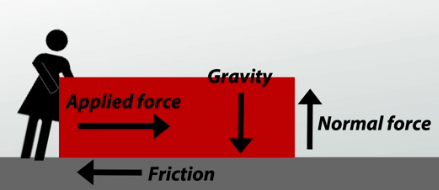 Gravity
Applied force
Normal force
Friction